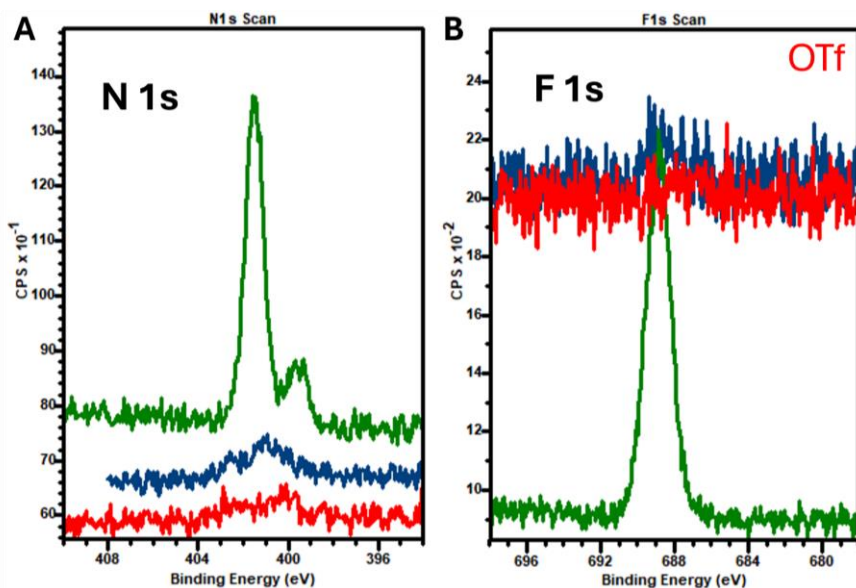 A
N1s Scan
N 1s
CPS x 10-1
140
130
120
110
100
90
80
70
60
408
404
400
396
Binding Energy (eV)
B
F1s Scan
OTf
F 1s
CPS x 10-2
24
22
20
18
16
14
12
10
696
692
688
684
680
Binding Energy (eV)